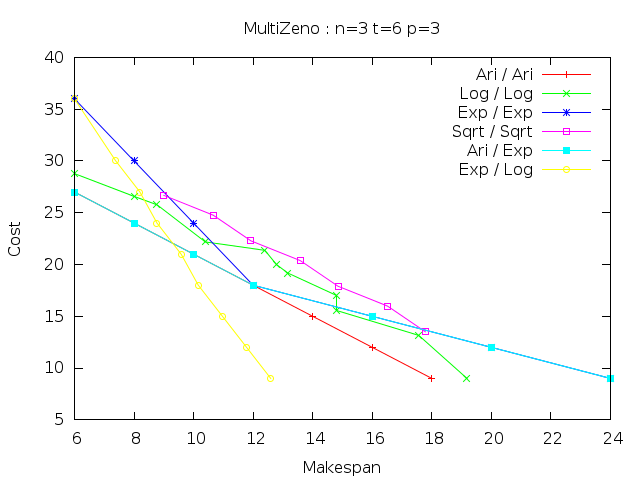 MultiZeno : n=3 t=6 p=3
Ari / Ari
Log / Log
Exp / Exp
Sqrt / Sqrt
Ari / Exp
Exp / Log
40
35
30
25
20
15
10
5
Cost
6 8 10 12 14 16 18 20 22 24
Makespan